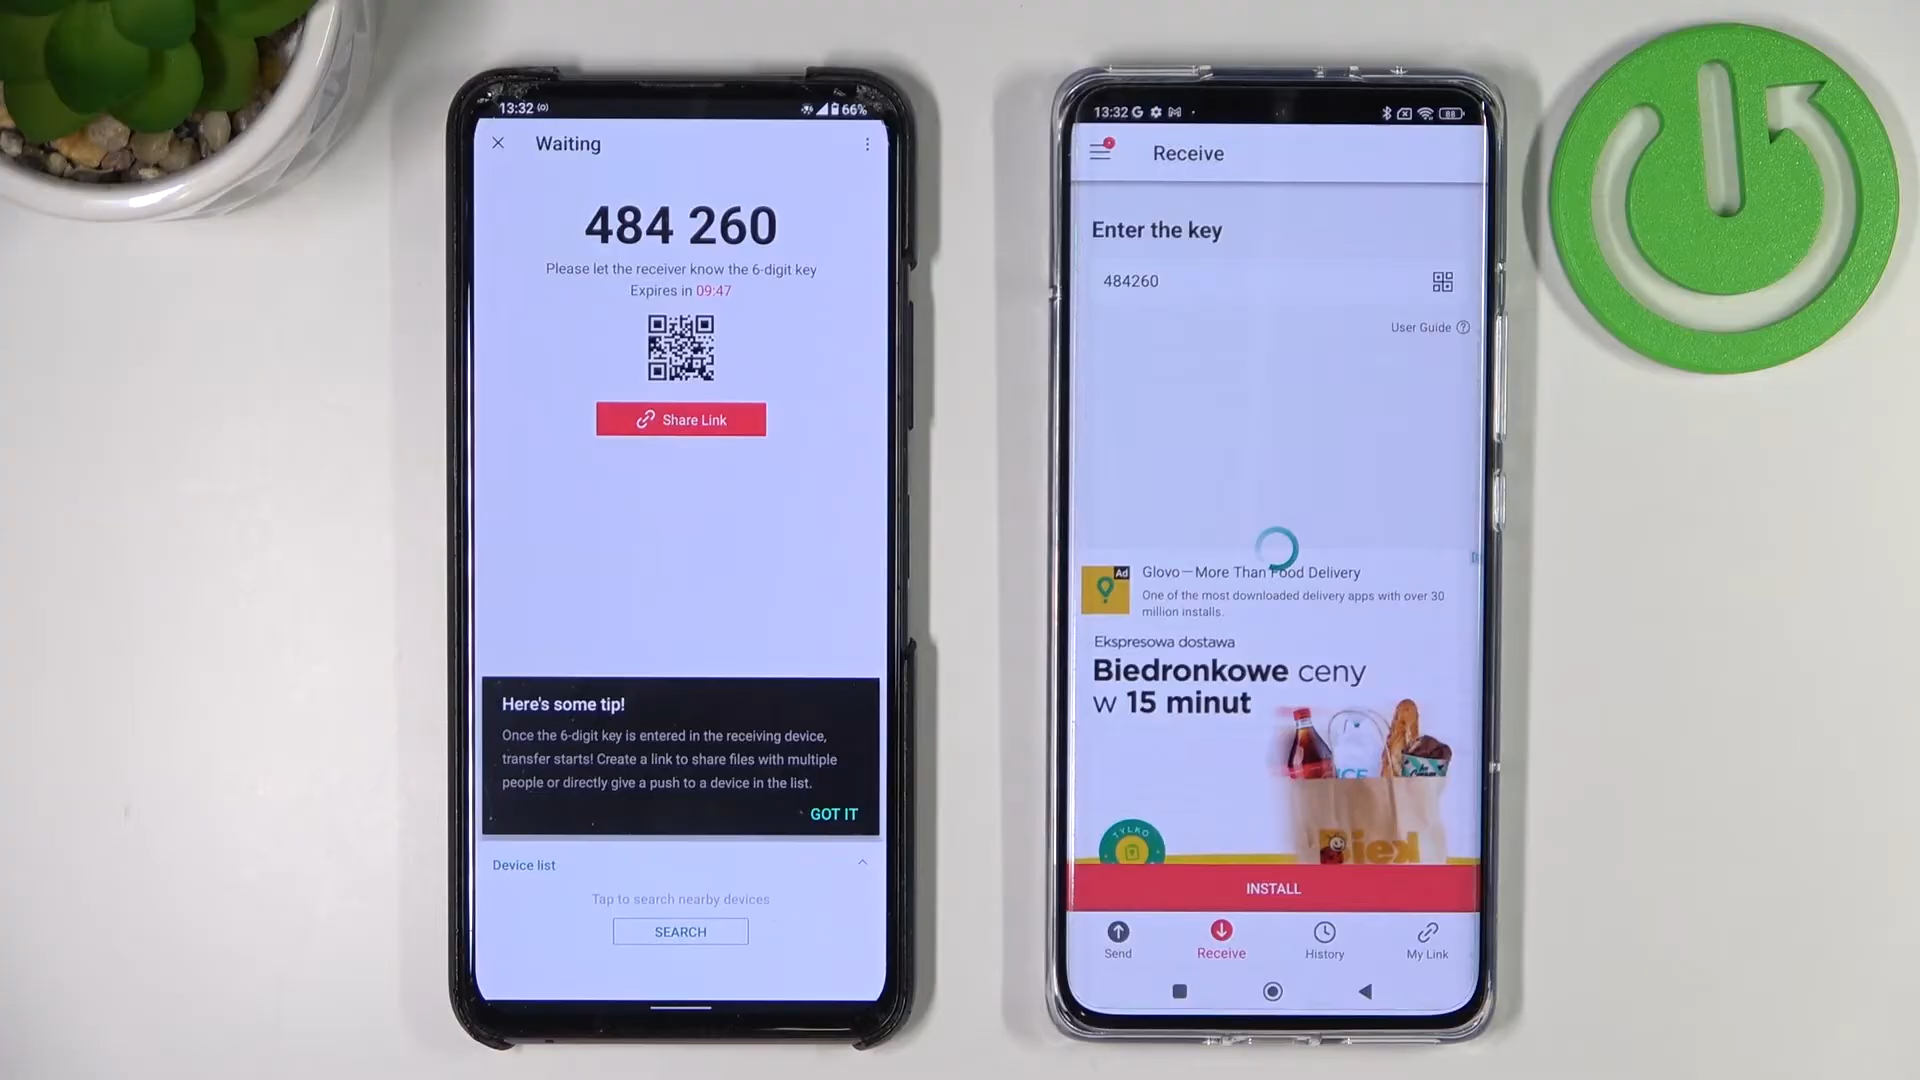 13:32
66%
Waiting
484 260
Please let the receiver know the 6-digit key
Expires in 09:47
Share Link
Here's some tip!
Once the 6-digit key is entered in the receiving device,
transfer starts! Create a link to share files with multiple
people or directly give a push to a device in the list.
GOT IT
Device list
Tap to search nearby devices
SEARCH
13:32
88
Receive
Enter the key
484260
User Guide
Ad
Glovo—More Than Food Delivery
One of the most downloaded delivery apps with over 30
million installs.
Ekspresowa dostawa
Biedronkowe ceny
w 15 minut
TYLKO
INSTALL
Send
Receive
History
My Link